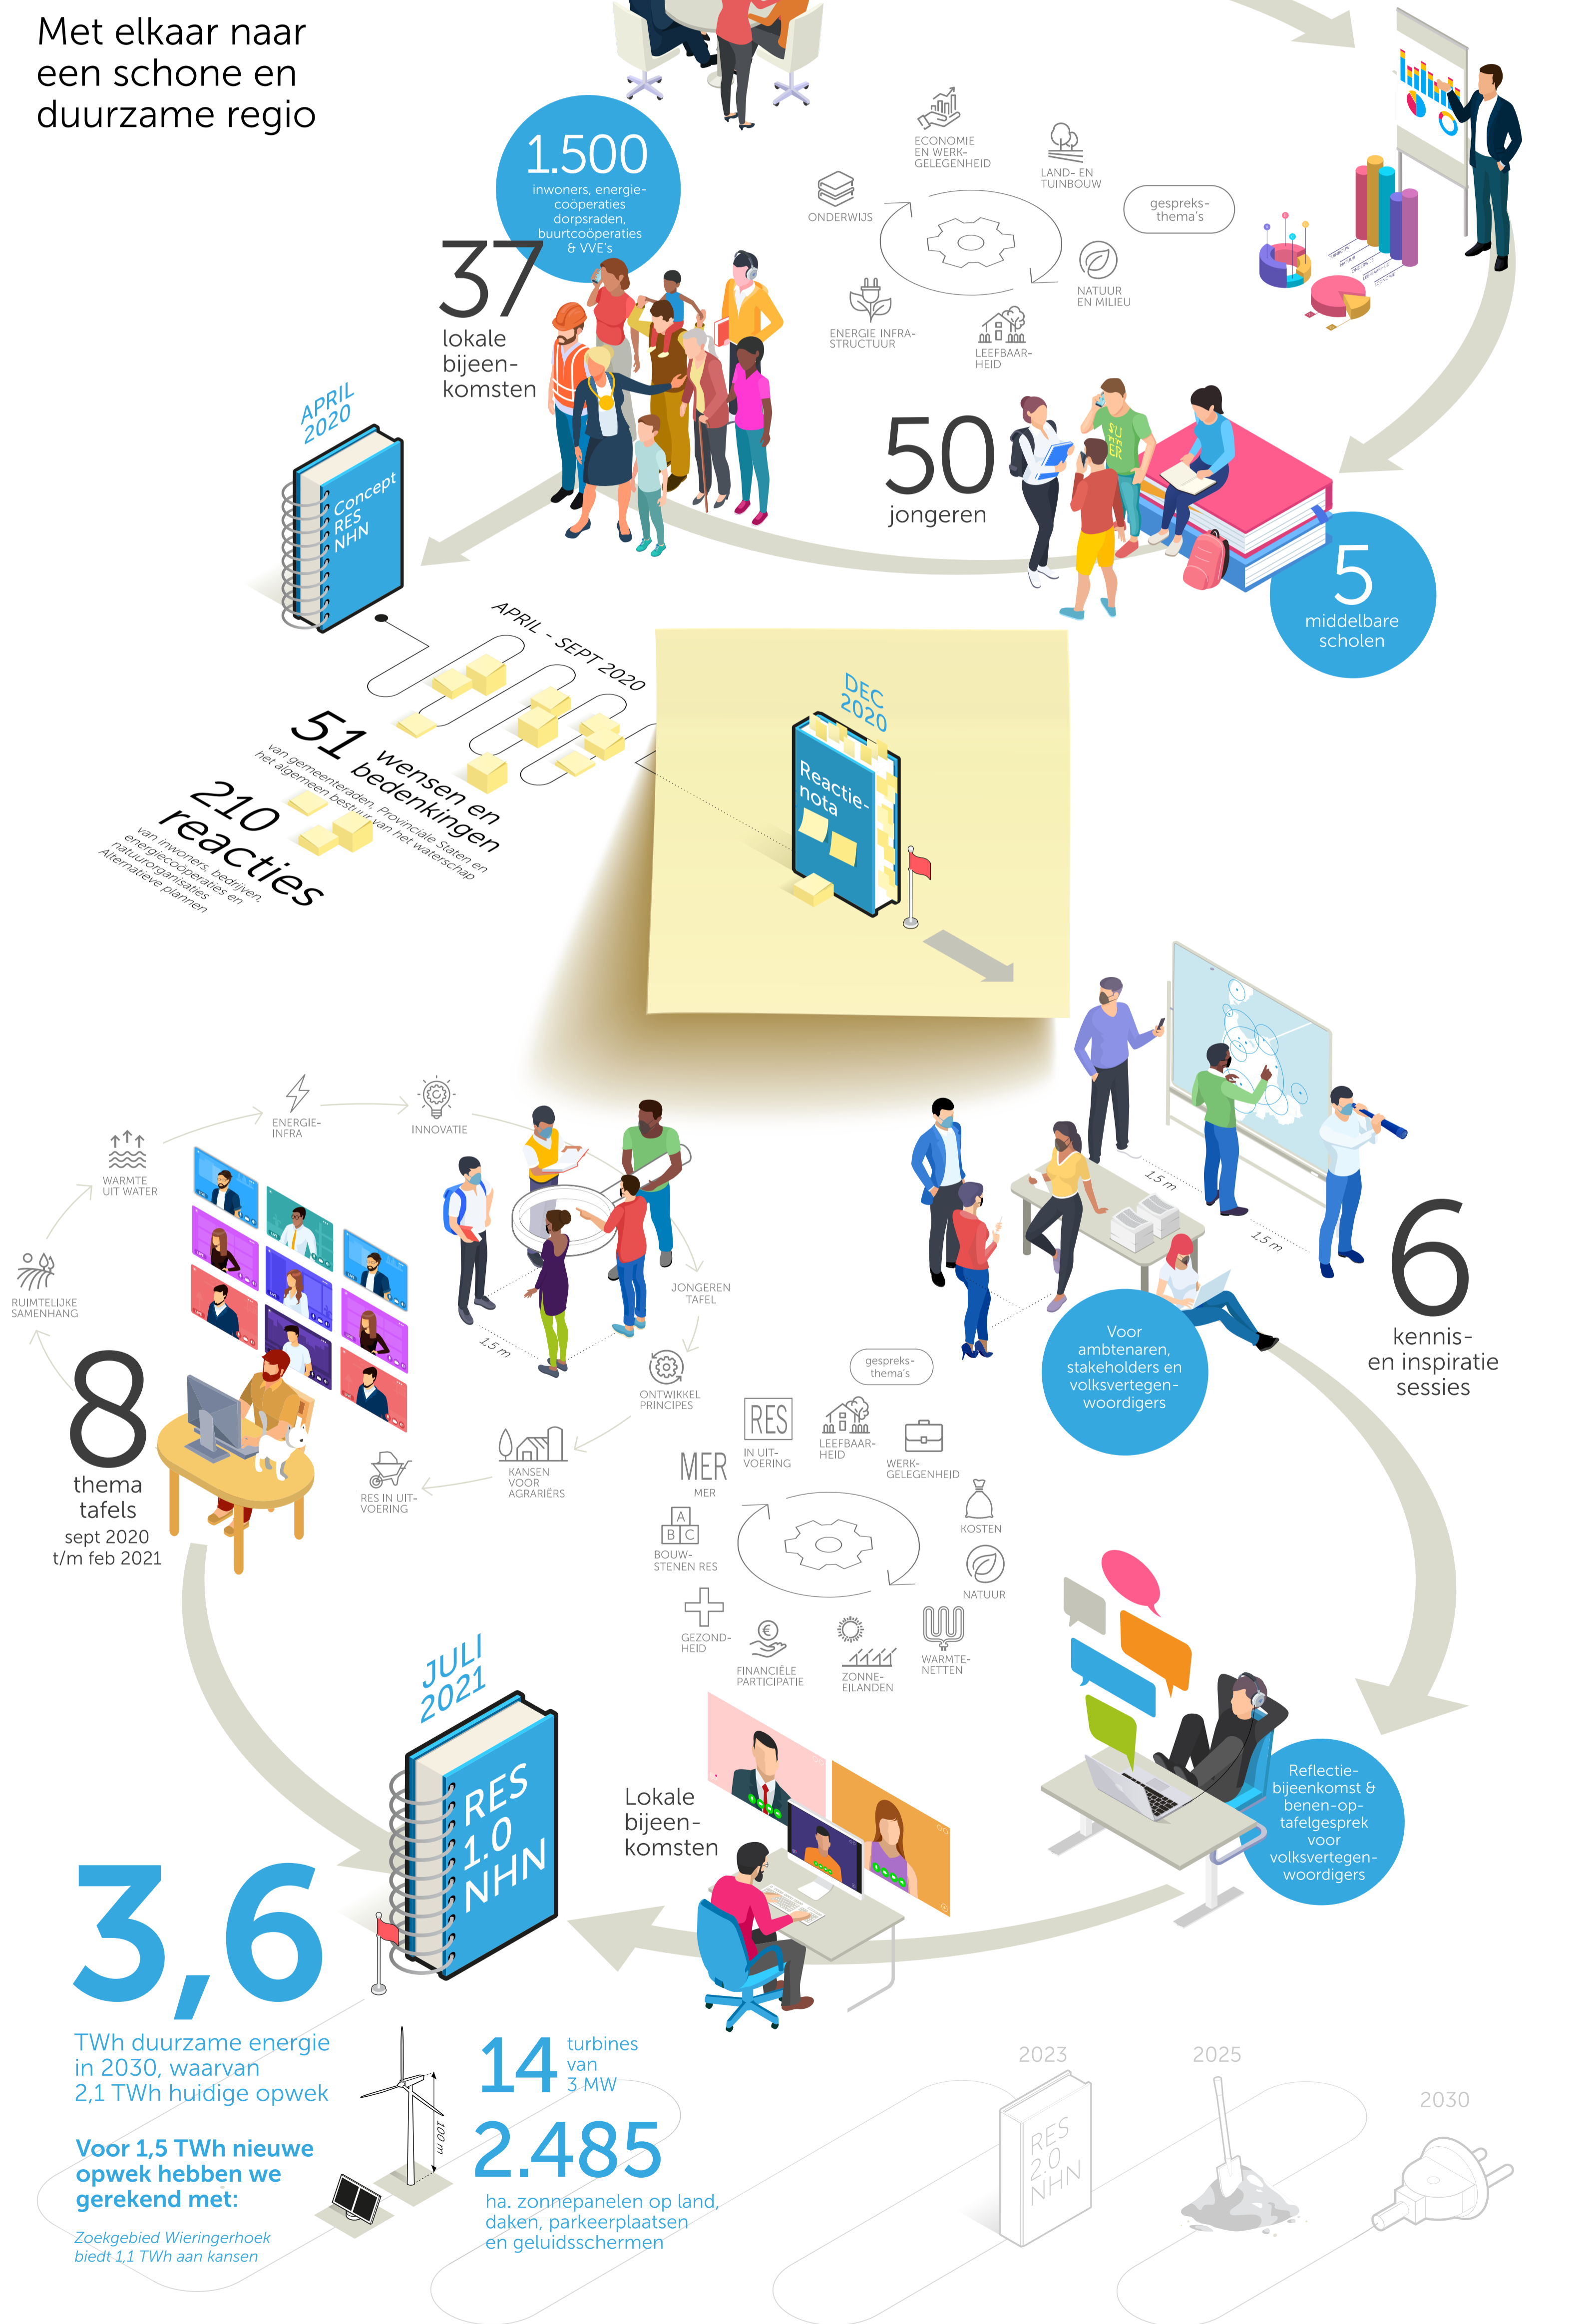 Met elkaar naar
een schone en
duurzame regio
1.500
inwoners, energie-
coöperaties
dorpsraden,
buurtcoöperaties
& VVE's
37
lokale
bijeen-
komsten
ECONOMIE
EN WERK-
GELEGENHEID
LAND- EN
TUINBOUW
ONDERWIJS
gespreks-
thema's
NATUUR
EN MILIEU
ENERGIE INFRA-
STRUCTUUR
LEEFBAAR-
HEID
50
jongeren
SU
MM
ER
5
middelbare
scholen
APRIL
2020
Concept
RES
NHN
APRIL - SEPT 2020
51 wensen en
bedenkingen
van gemeenteraden, Provinciale Staten en
het algemeen bestuur van het waterschap
210
reacties
van inwoners, bedrijven,
energiecoöperaties en
natuurorganisaties
Alternatieve plannen
DEC
2020
Reactie-
nota
ENERGIE-
INFRA
INNOVATIE
WARMTE
UIT WATER
RUIMTELIJKE
SAMENHANG
JONGEREN
TAFEL
1,5 m
ONTWIKKEL
PRINCIPES
KANSEN
VOOR
AGRARIËRS
RES IN UIT-
VOERING
8
thema
tafels
sept 2020
t/m feb 2021
1,5 m
1,5 m
6
kennis-
en inspiratie
sessies
Voor
ambtenaren,
stakeholders en
volksvertegen-
woordigers
gespreks-
thema's
RES
IN UIT-
VOERING
LEEFBAAR-
HEID
WERK-
GELEGENHEID
MER
MER
KOSTEN
A
B C
BOUW-
STENEN RES
NATUUR
GEZOND-
HEID
FINANCIËLE
PARTICIPATIE
ZONNE-
EILANDEN
WARMTE-
NETTEN
JULI
2021
RES
1.0
NHN
Lokale
bijeen-
komsten
Reflectie-
bijeenkomst &
benen-op-
tafelgesprek
voor
volksvertegen-
woordigers
3,6
TWh duurzame energie
in 2030, waarvan
2,1 TWh huidige opwek
Voor 1,5 TWh nieuwe
opwek hebben we
gerekend met:
Zoekgebied Wieringerhoek
biedt 1,1 TWh aan kansen
100 m
14 turbines
van
3 MW
2.485
ha. zonnepanelen op land,
daken, parkeerplaatsen
en geluidsschermen
2023
RES
2.0
NHN
2025
2030